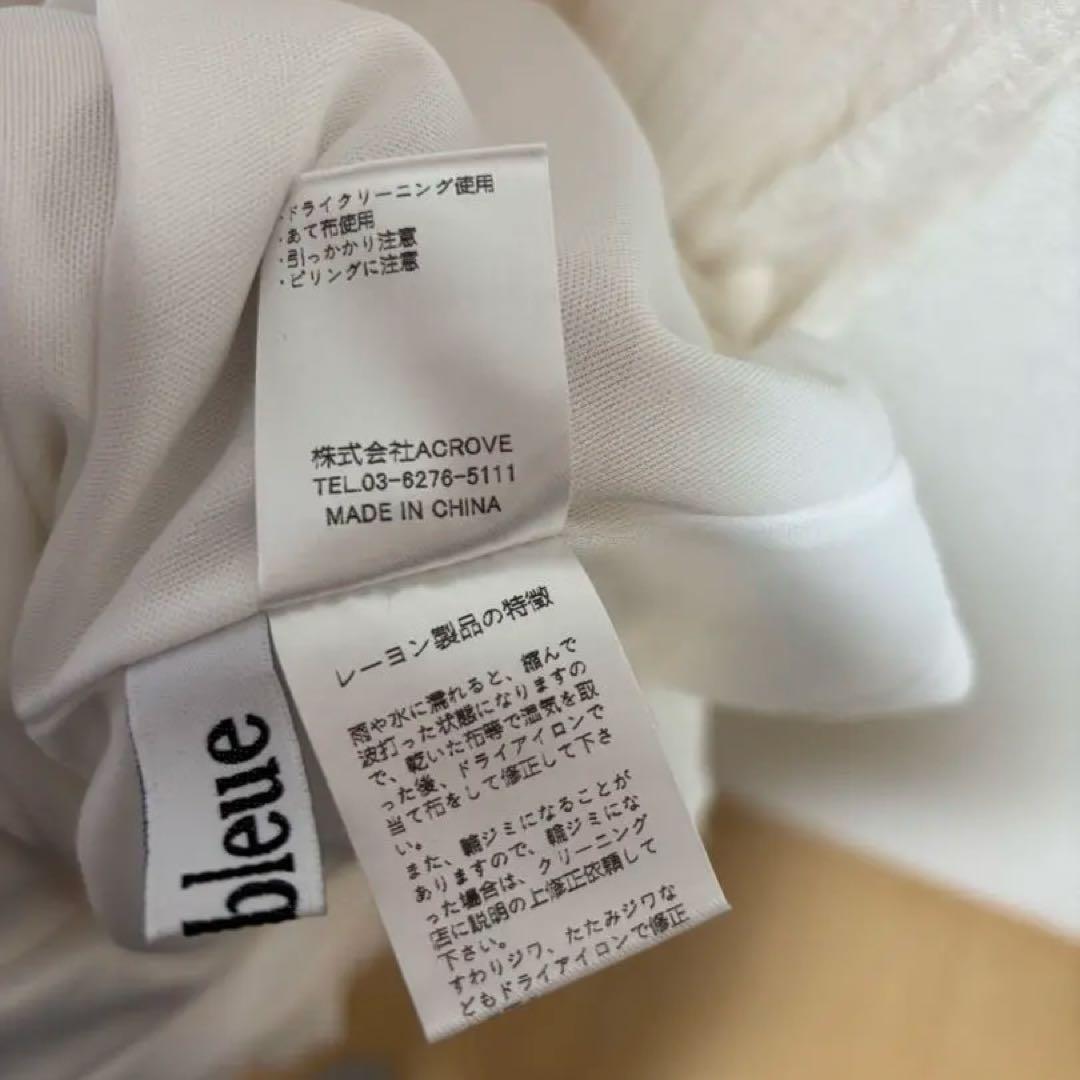 ・ドライクリーニング使用
・あて布使用
・引っかかり注意
・ピリングに注意
株式会社ACROVE
TEL.03-6276-5111
MADE IN CHINA
レーヨン製品の特徴
雨や水に濡れると、縮んで
波打った状態になりますの
で、乾いた布等で湿気を取
った後、ドライアイロンで
当て布をして修正して下さ
い。
また、輪ジミになることが
ありますので、輪ジミにな
った場合は、クリーニング
店に説明の上修正依頼して
下さい。
すわりジワ、たたみジワな
どもドライアイロンで修正
bleue